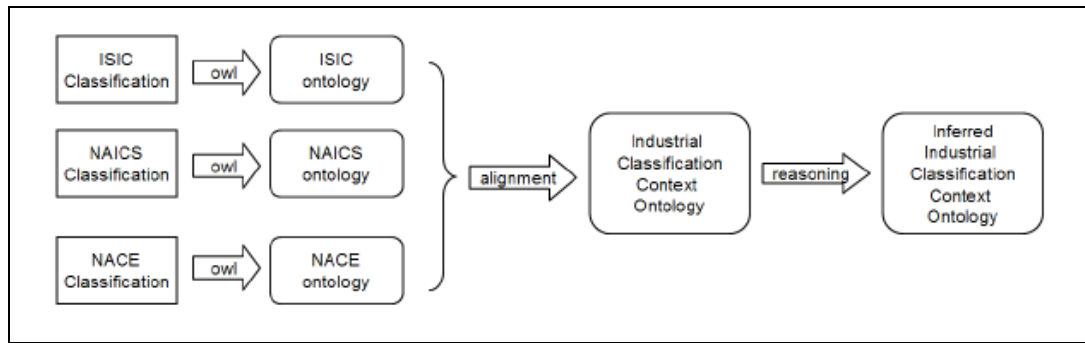 ISIC
Classification
owl
ISIC
ontology
NAICS
Classification
owl
NAICS
ontology
NACE
Classification
owl
NACE
ontology
alignment
Industrial
Classification
Context
Ontology
reasoning
Inferred
Industrial
Classification
Context
Ontology